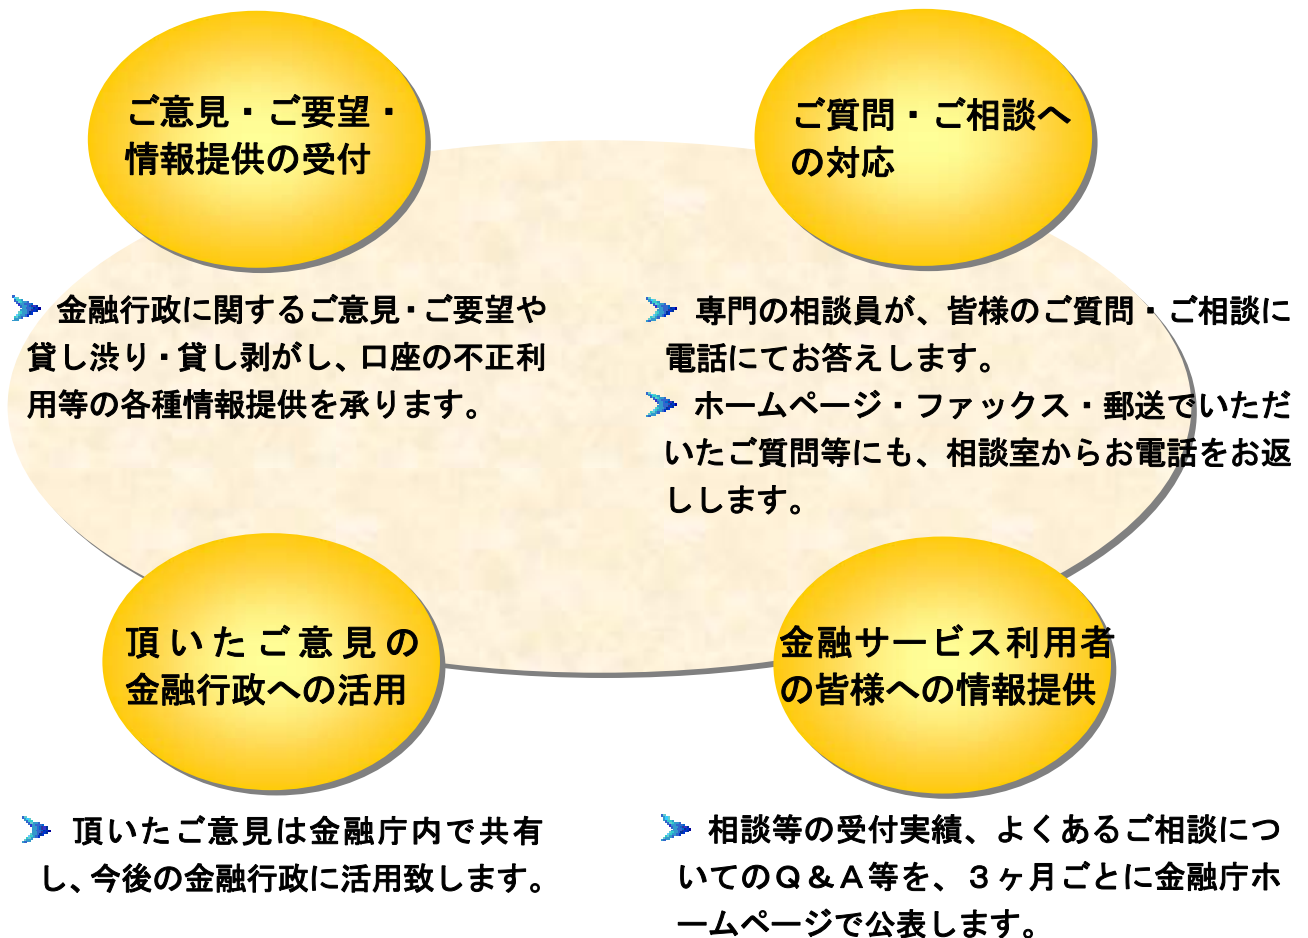 ご意見・ご要望・
情報提供の受付
金融行政に関するご意見・ご要望や
貸し渋り・貸し剥がし、口座の不正利
用等の各種情報提供を承ります。
ご質問・ご相談へ
の対応
専門の相談員が、皆様のご質問・ご相談に
電話にてお答えします。
ホームページ・ファックス・郵送でいただ
いたご質問等にも、相談室からお電話をお返
しします。
頂いたご意見の
金融行政への活用
頂いたご意見は金融庁内で共有
し、今後の金融行政に活用致します。
金融サービス利用者
の皆様への情報提供
相談等の受付実績、よくあるご相談につ
いてのQ&A等を、3ヶ月ごとに金融庁ホ
ームページで公表します。